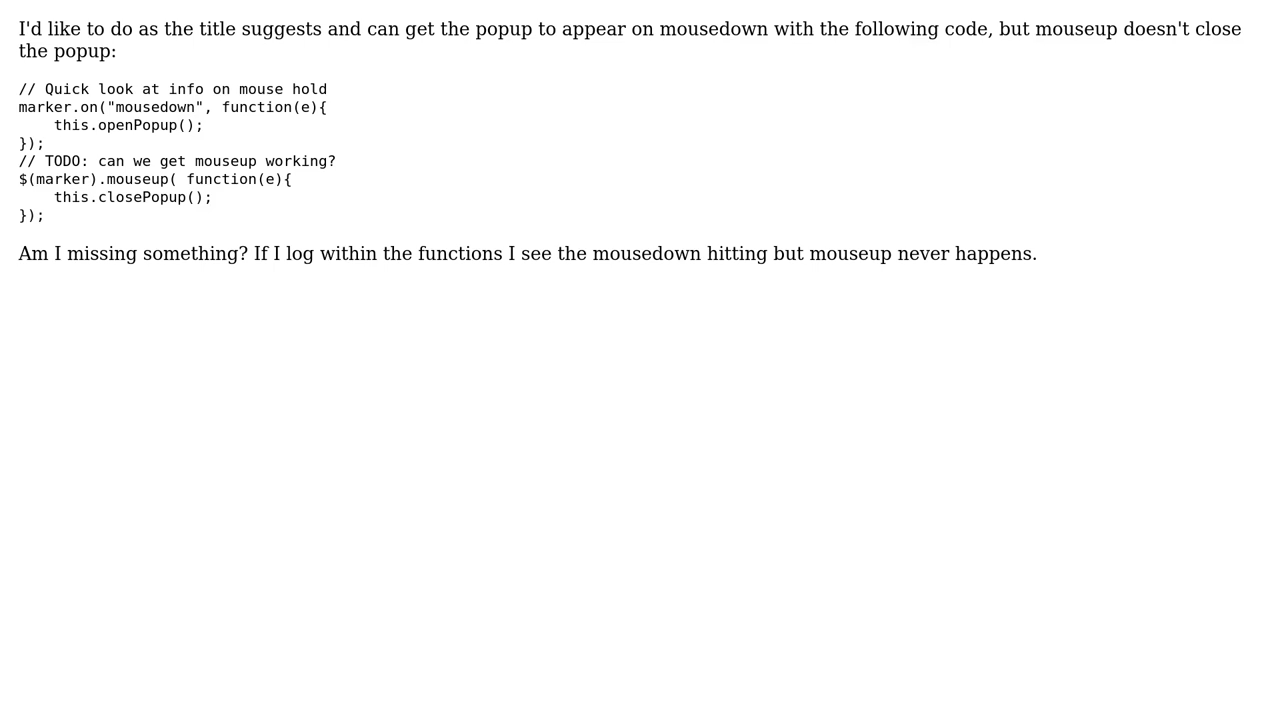 I'd like to do as the title suggests and can get the popup to appear on mousedown with the following code, but mouseup doesn't close
the popup:
// Quick look at info on mouse hold
marker.on("mousedown", function(e){
    this.openPopup();
});
// TODO: can we get mouseup working?
$(marker).mouseup( function(e){
    this.closePopup();
});
Am I missing something? If I log within the functions I see the mousedown hitting but mouseup never happens.